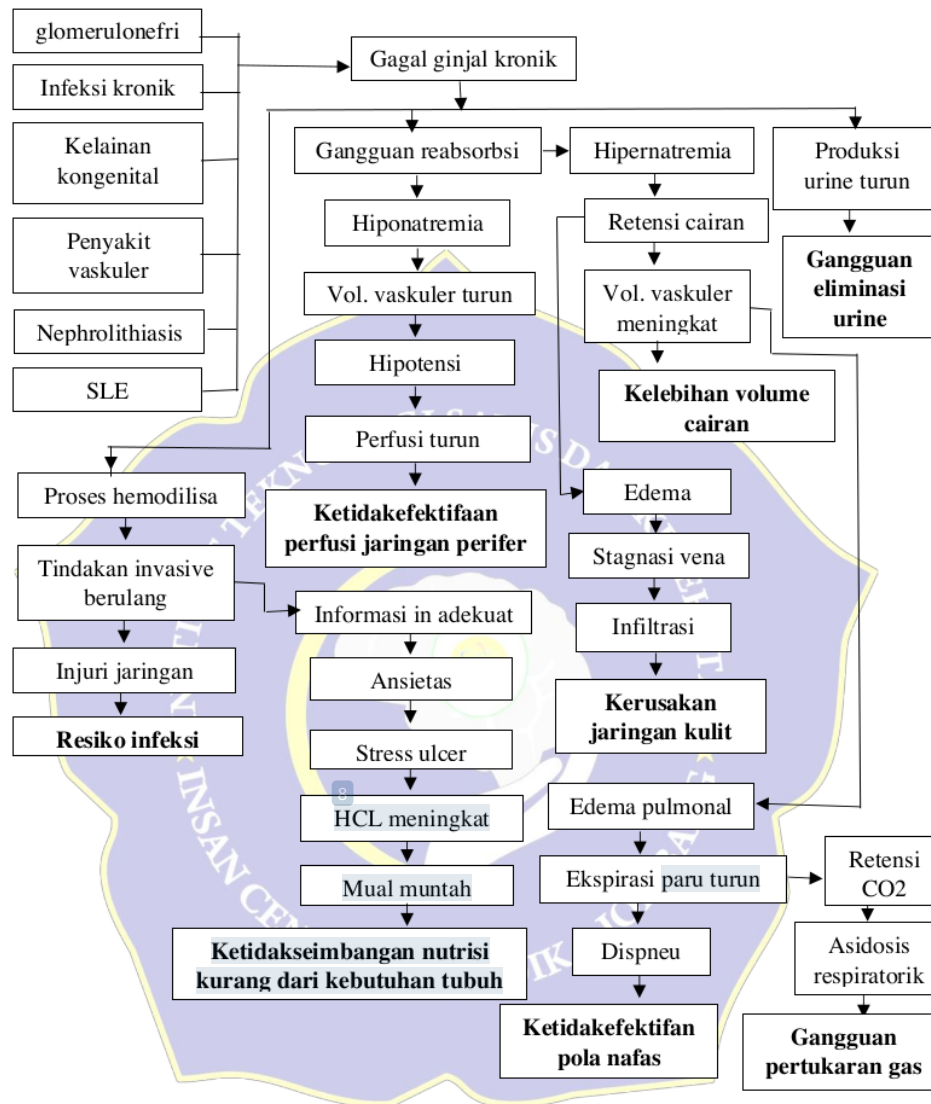 glomerulonefri
Infeksi kronik
Kelainan
kongenital
Penyakit
vaskuler
Nephrolithiasis
SLE
Gagal ginjal kronik
Gangguan reabsorbsi
Hipernatremia
Produksi
urine turun
Hiponatremia
Retensi cairan
Gangguan
eliminasi
urine
Vol. vaskuler turun
Vol. vaskuler
meningkat
Hipotensi
Kelebihan volume
cairan
Perfusi turun
Proses hemodilisa
Ketidakefektifaan
perfusi jaringan perifer
Edema
Tindakan invasive
berulang
Stagnasi vena
Informasi in adekuat
Infiltrasi
Injuri jaringan
Ansietas
Kerusakan
jaringan kulit
Resiko infeksi
Stress ulcer
8
HCL meningkat
Edema pulmonal
Mual muntah
Ekspirasi paru turun
Retensi
CO2
Ketidakseimbangan nutrisi
kurang dari kebutuhan tubuh
Dispneu
Asidosis
respiratorik
Ketidakefektifan
pola nafas
Gangguan
pertukaran gas
INSAN